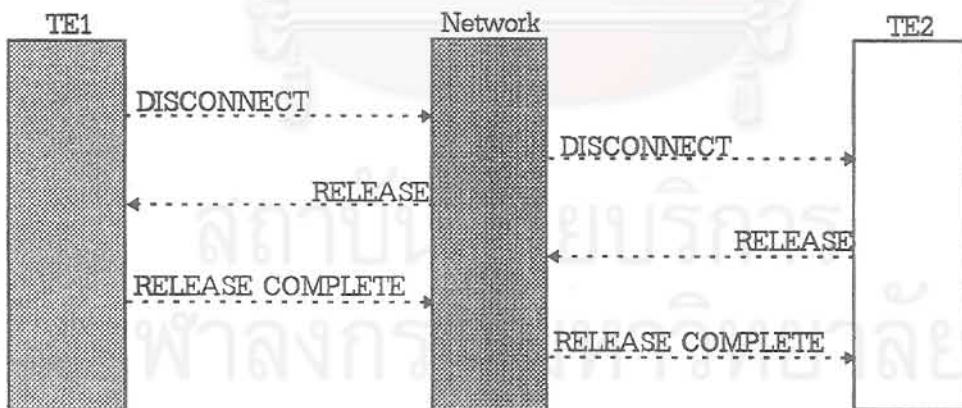 TE1
Network
TE2
DISCONNECT
DISCONNECT
RELEASE
RELEASE
RELEASE COMPLETE
RELEASE COMPLETE